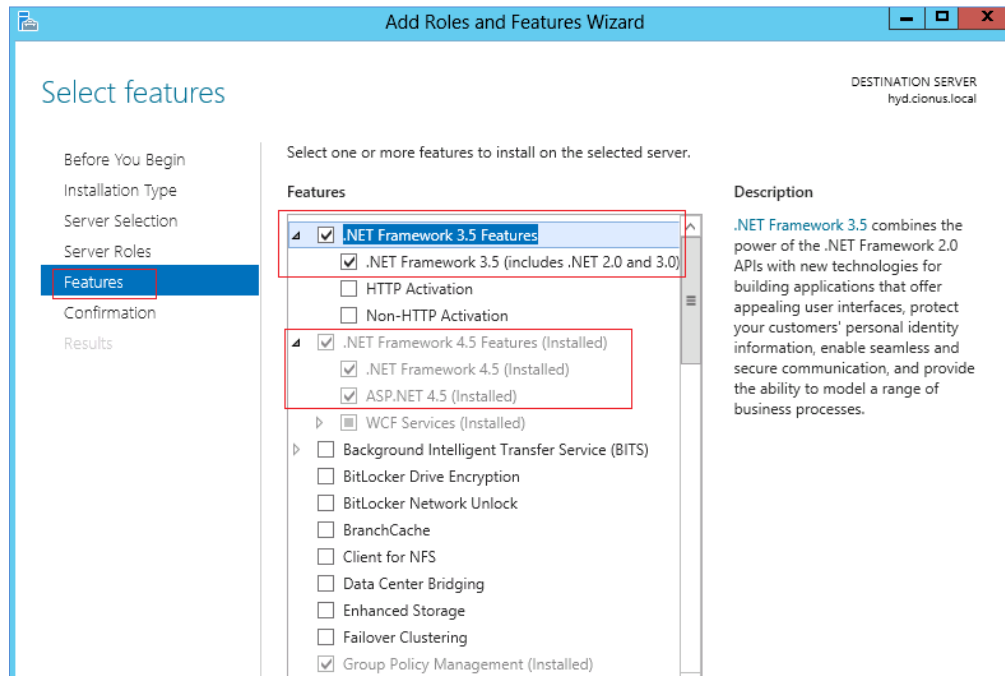 Add Roles and Features Wizard
Select features
DESTINATION SERVER
hyd.cionus.local
Before You Begin
Installation Type
Server Selection
Server Roles
Features
Confirmation
Results
Select one or more features to install on the selected server.
Features
.NET Framework 3.5 Features
.NET Framework 3.5 (includes .NET 2.0 and 3.0)
HTTP Activation
Non-HTTP Activation
.NET Framework 4.5 Features (Installed)
.NET Framework 4.5 (Installed)
ASP.NET 4.5 (Installed)
WCF Services (Installed)
Background Intelligent Transfer Service (BITS)
BitLocker Drive Encryption
BitLocker Network Unlock
BranchCache
Client for NFS
Data Center Bridging
Enhanced Storage
Failover Clustering
Group Policy Management (Installed)
Description
.NET Framework 3.5 combines the
power of the .NET Framework 2.0
APIs with new technologies for
building applications that offer
appealing user interfaces, protect
your customers' personal identity
information, enable seamless and
secure communication, and provide
the ability to model a range of
business processes.